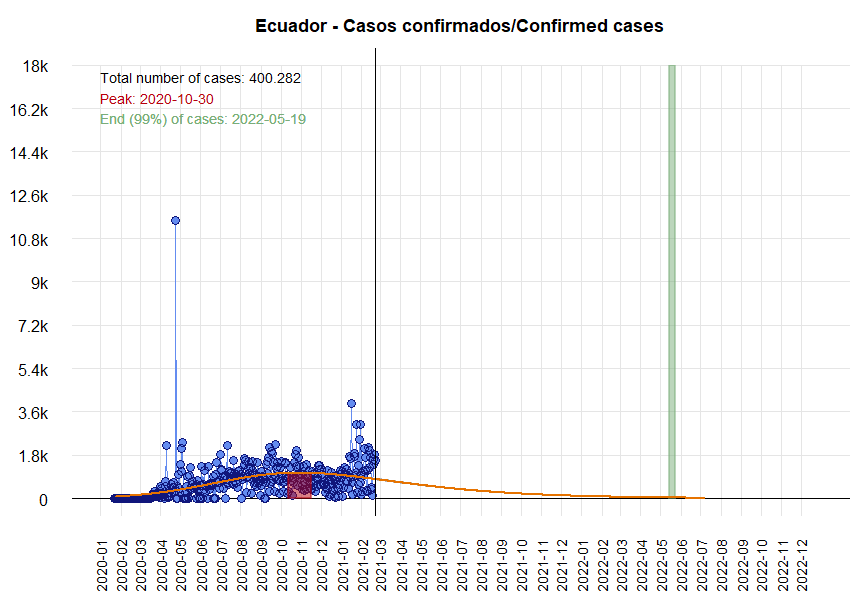 Ecuador - Casos confirmados/Confirmed cases
18k
16.2k
14.4k
12.6k
10.8k
9k
7.2k
5.4k
3.6k
1.8k
0
Total number of cases: 400.282
Peak: 2020-10-30
End (99%) of cases: 2022-05-19
2020-01
2020-02
2020-03
2020-04
2020-05
2020-06
2020-07
2020-08
2020-09
2020-10
2020-11
2020-12
2021-01
2021-02
2021-03
2021-04
2021-05
2021-06
2021-07
2021-08
2021-09
2021-10
2021-11
2021-12
2022-01
2022-02
2022-03
2022-04
2022-05
2022-06
2022-07
2022-08
2022-09
2022-10
2022-11
2022-12